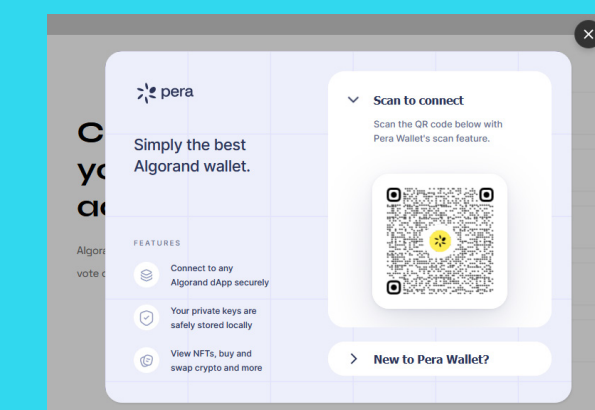 pera
Simply the best
Algorand wallet.
FEATURES
Connect to any
Algorand dApp securely
Your private keys are
safely stored locally
View NFTs, buy and
swap crypto and more
Scan to connect
Scan the QR code below with
Pera Wallet's scan feature.
New to Pera Wallet?